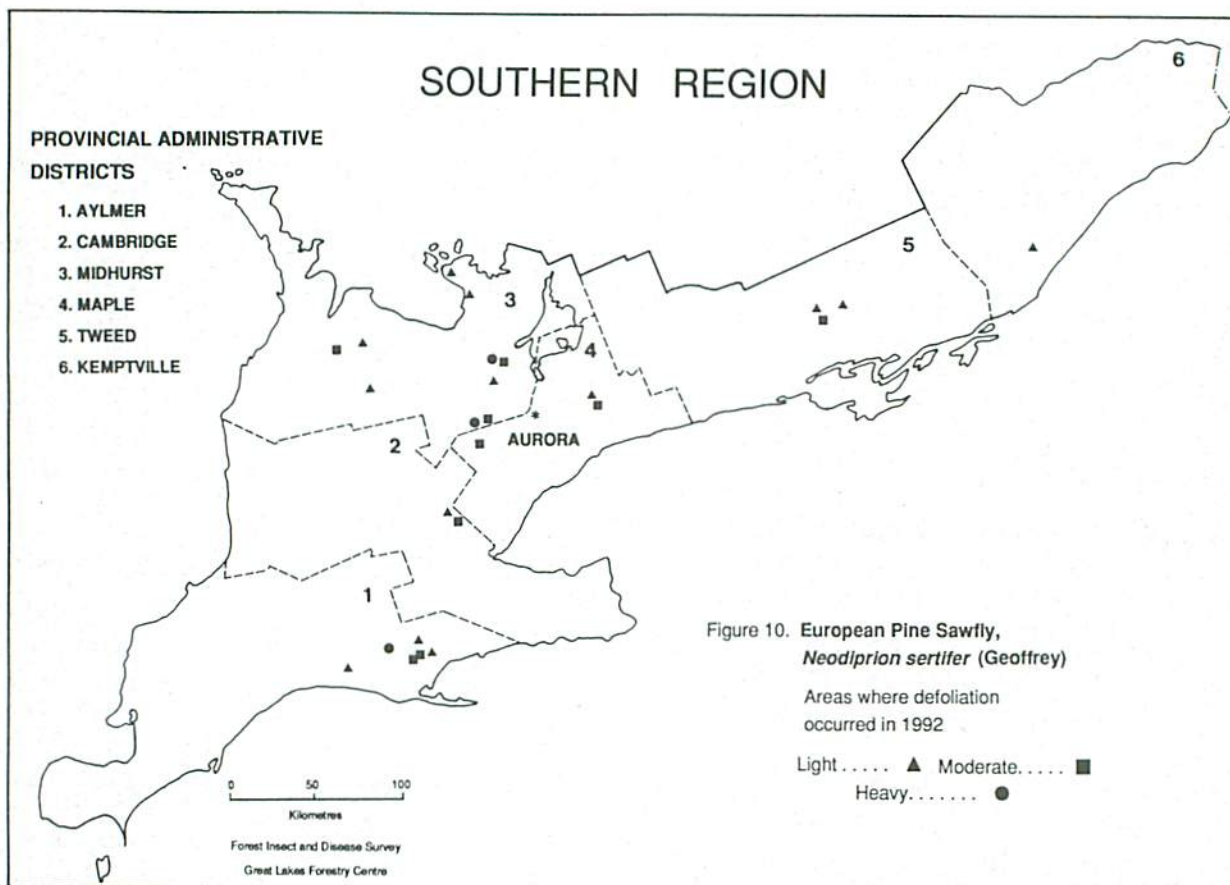 SOUTHERN REGION
PROVINCIAL ADMINISTRATIVE
DISTRICTS
1. AYLMER
2. CAMBRIDGE
3. MIDHURST
4. MAPLE
5. TWEED
6. KEMPTVILLE
6
5
3
4
AURORA
2
1
Figure 10. European Pine Sawfly,
Neodiprion sertifer (Geoffrey)
Areas where defoliation
occurred in 1992
Light ..... ▲ Moderate..... ■
Heavy....... ●
0 50 100
Kilometres
Forest Insect and Disease Survey
Great Lakes Forestry Centre